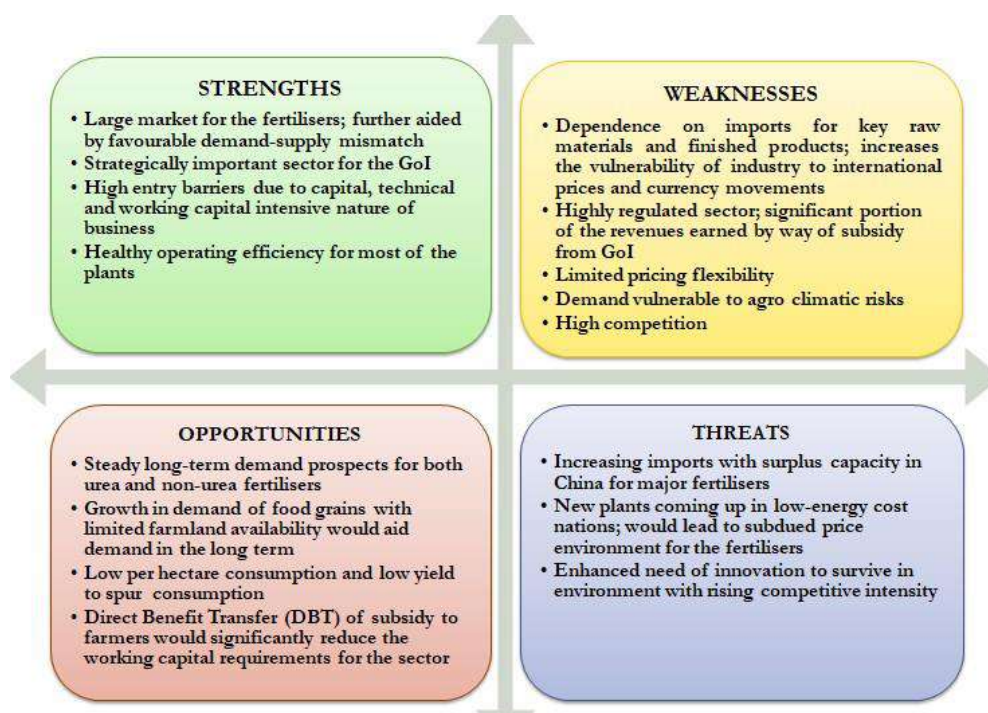 STRENGTHS
• Large market for the fertilisers; further aided
by favourable demand-supply mismatch
• Strategically important sector for the GoI
• High entry barriers due to capital, technical
and working capital intensive nature of
business
• Healthy operating efficiency for most of the
plants
WEAKNESSES
• Dependence on imports for key raw
materials and finished products; increases
the vulnerability of industry to international
prices and currency movements
• Highly regulated sector; significant portion
of the revenues earned by way of subsidy
from GoI
• Limited pricing flexibility
• Demand vulnerable to agro climatic risks
• High competition
OPPORTUNITIES
• Steady long-term demand prospects for both
urea and non-urea fertilisers
• Growth in demand of food grains with
limited farmland availability would aid
demand in the long term
• Low per hectare consumption and low yield
to spur consumption
• Direct Benefit Transfer (DBT) of subsidy to
farmers would significantly reduce the
working capital requirements for the sector
THREATS
• Increasing imports with surplus capacity in
China for major fertilisers
• New plants coming up in low-energy cost
nations; would lead to subdued price
environment for the fertilisers
• Enhanced need of innovation to survive in
environment with rising competitive intensity